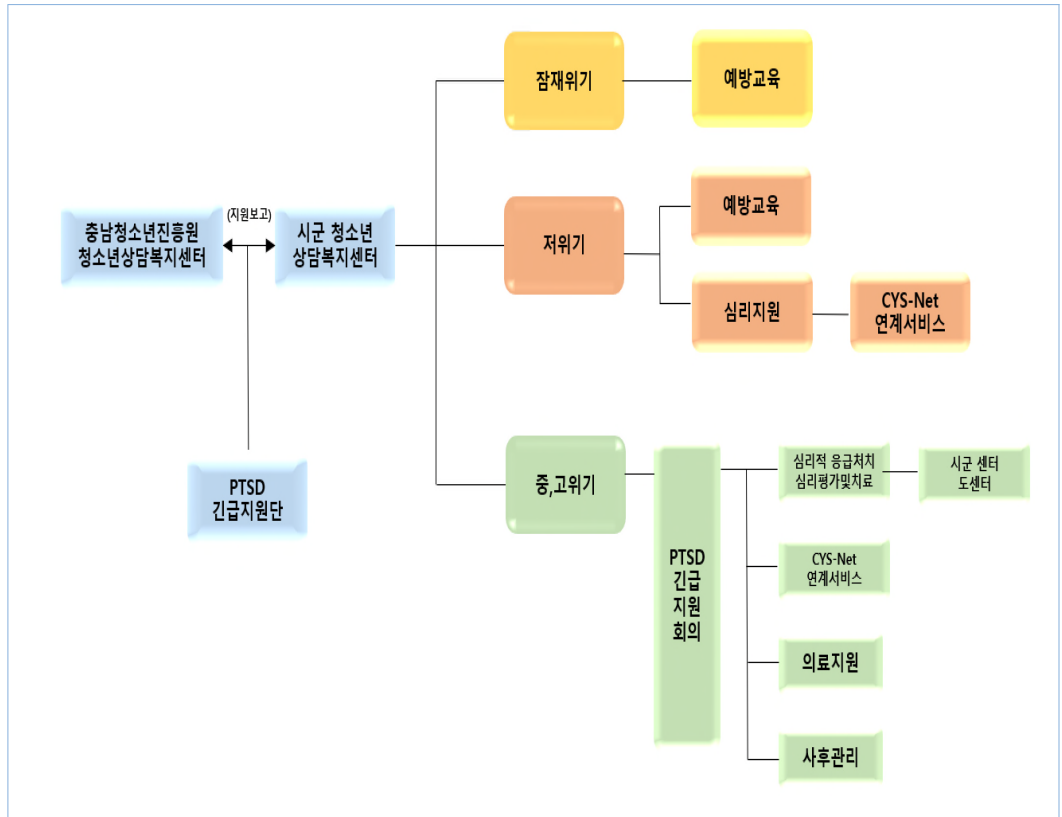 잠재위기
예방교육
예방교육
(지원보고)
충남청소년진흥원
청소년상담복지센터
시군 청소년
상담복지센터
저위기
심리지원
CYS-Net
연계서비스
PTSD
긴급지원단
중,고위기
PTSD
긴급
지원
회의
심리적 응급처치
심리평가및치료
시군 센터
도센터
CYS-Net
연계서비스
의료지원
사후관리